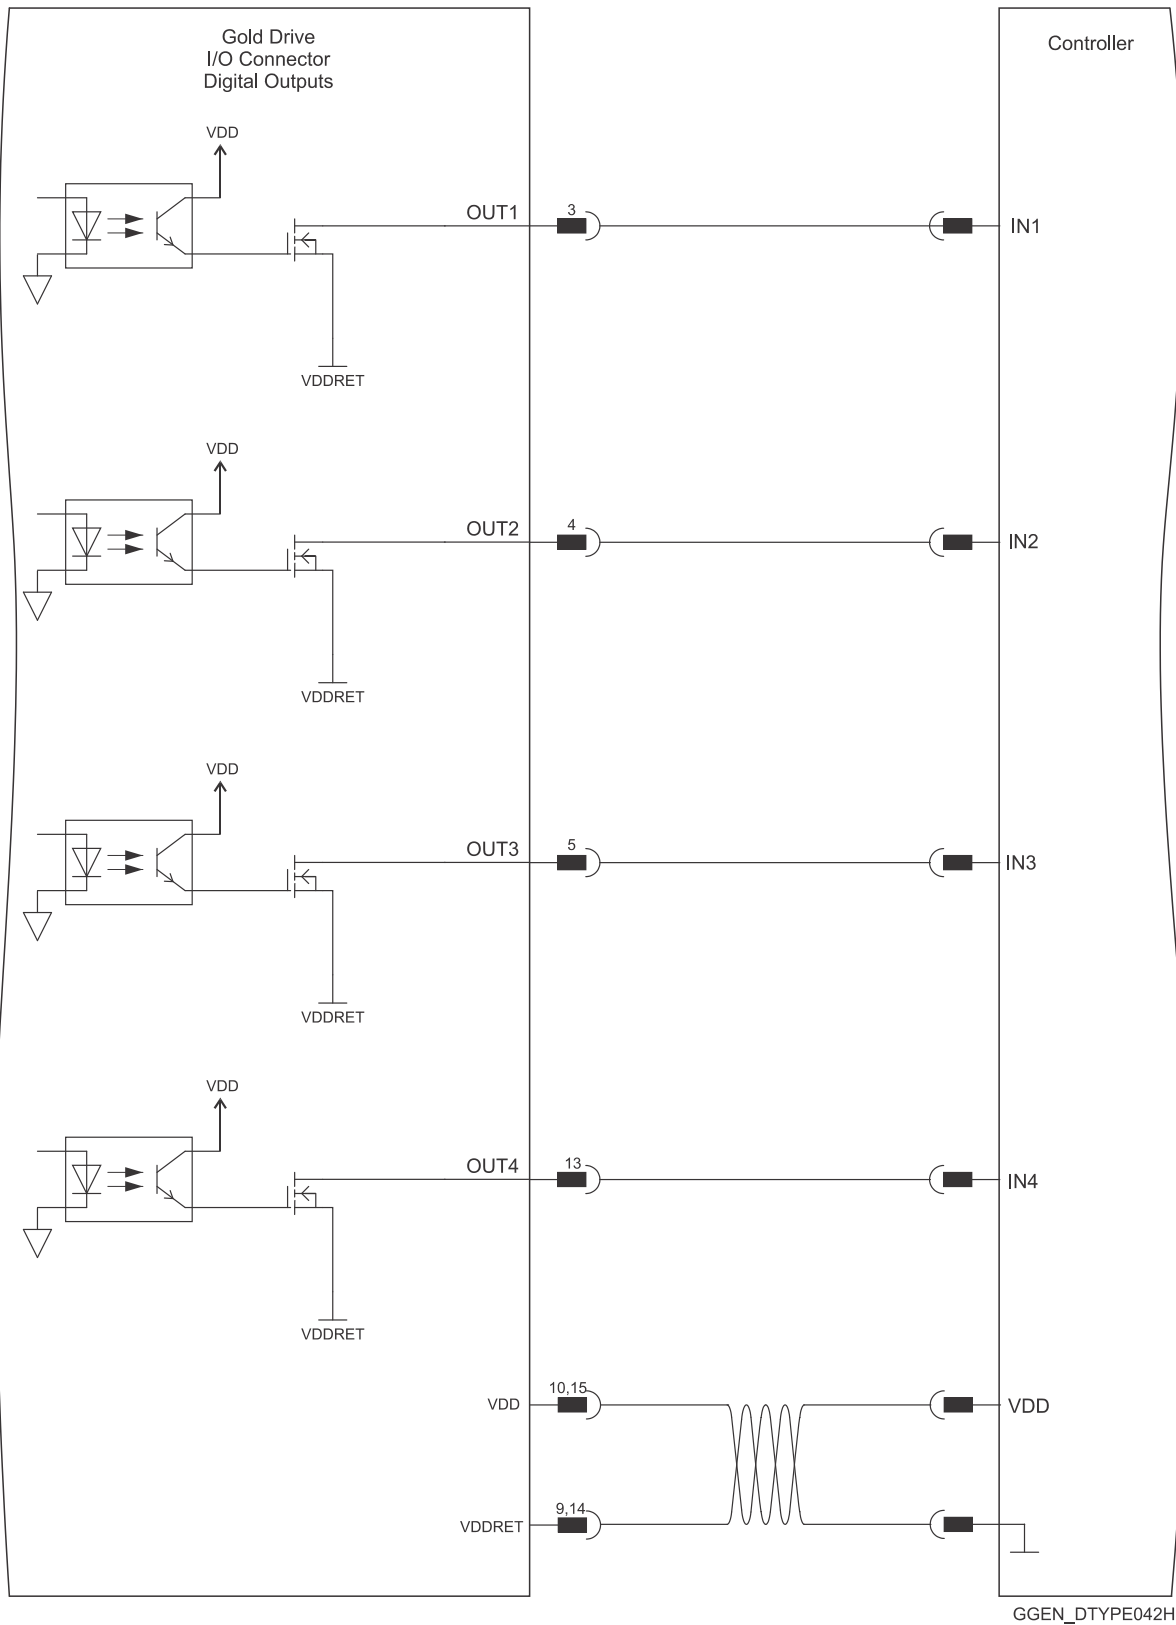 Gold Drive
I/O Connector
Digital Outputs
Controller
VDD
OUT1
3
IN1
VDDRET
VDD
OUT2
4
IN2
VDDRET
VDD
OUT3
5
IN3
VDDRET
VDD
OUT4
13
IN4
VDDRET
VDD
10,15
VDD
VDDRET
9,14
GGEN_DTYPE042H